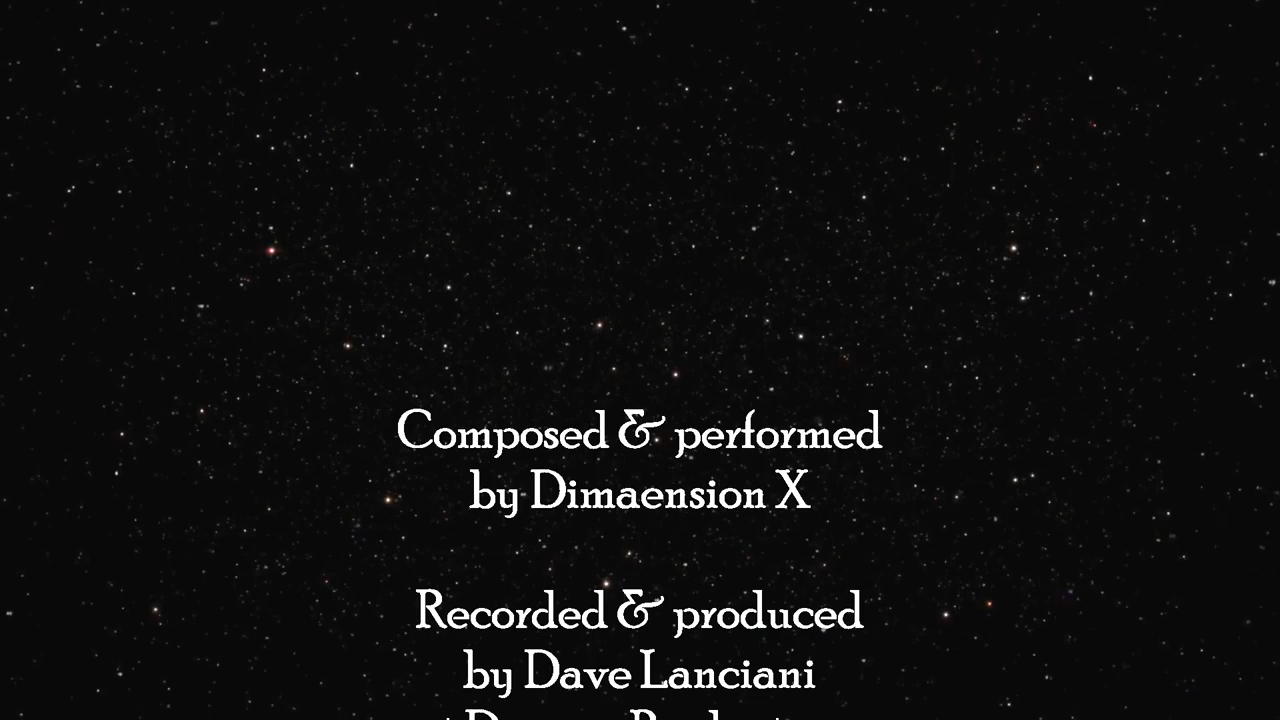 Composed & performed
by Dimaension X
Recorded & produced
by Dave Lanciani